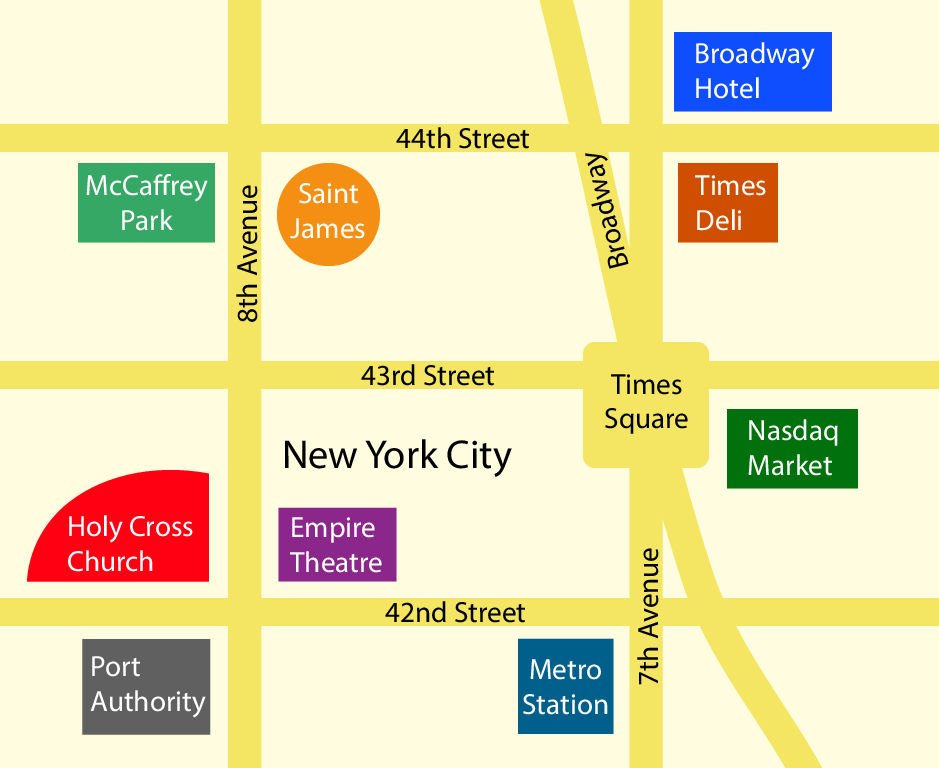 Broadway
Hotel
44th Street
McCaffrey
Park
Saint
James
8th Avenue
Broadway
Times
Deli
43rd Street
Times
Square
New York City
Nasdaq
Market
Holy Cross
Church
Empire
Theatre
42nd Street
7th Avenue
Port
Authority
Metro
Station